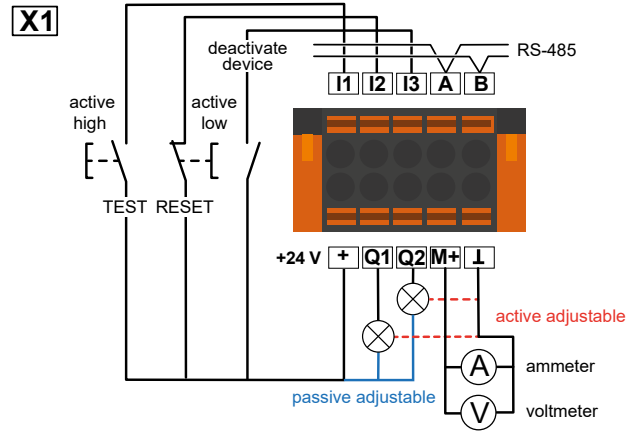 X1
deactivate
device
RS-485
I1 I2 I3 A B
active
high
active
low
TEST RESET
+24 V + Q1 Q2 M+ ⊥
active adjustable
passive adjustable
A ammeter
V voltmeter